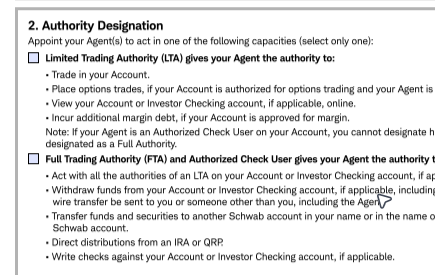 2. Authority Designation
Appoint your Agent(s) to act in one of the following capacities (select only one):
Limited Trading Authority (LTA) gives your Agent the authority to:
• Trade in your Account.
• Place options trades, if your Account is authorized for options trading and your Agent is
• View your Account or Investor Checking account, if applicable, online.
• Incur additional margin debt, if your Account is approved for margin.
Note: If your Agent is an Authorized Check User on your Account, you cannot designate h
designated as a Full Authority.
Full Trading Authority (FTA) and Authorized Check User gives your Agent the authority t
• Act with all the authorities of an LTA on your Account or Investor Checking account, if ap
• Withdraw funds from your Account or Investor Checking account, if applicable, including
wire transfer be sent to you or someone other than you, including the Agen
• Transfer funds and securities to another Schwab account in your name or in the name o
Schwab account.
• Direct distributions from an IRA or QRP.
• Write checks against your Account or Investor Checking account, if applicable.